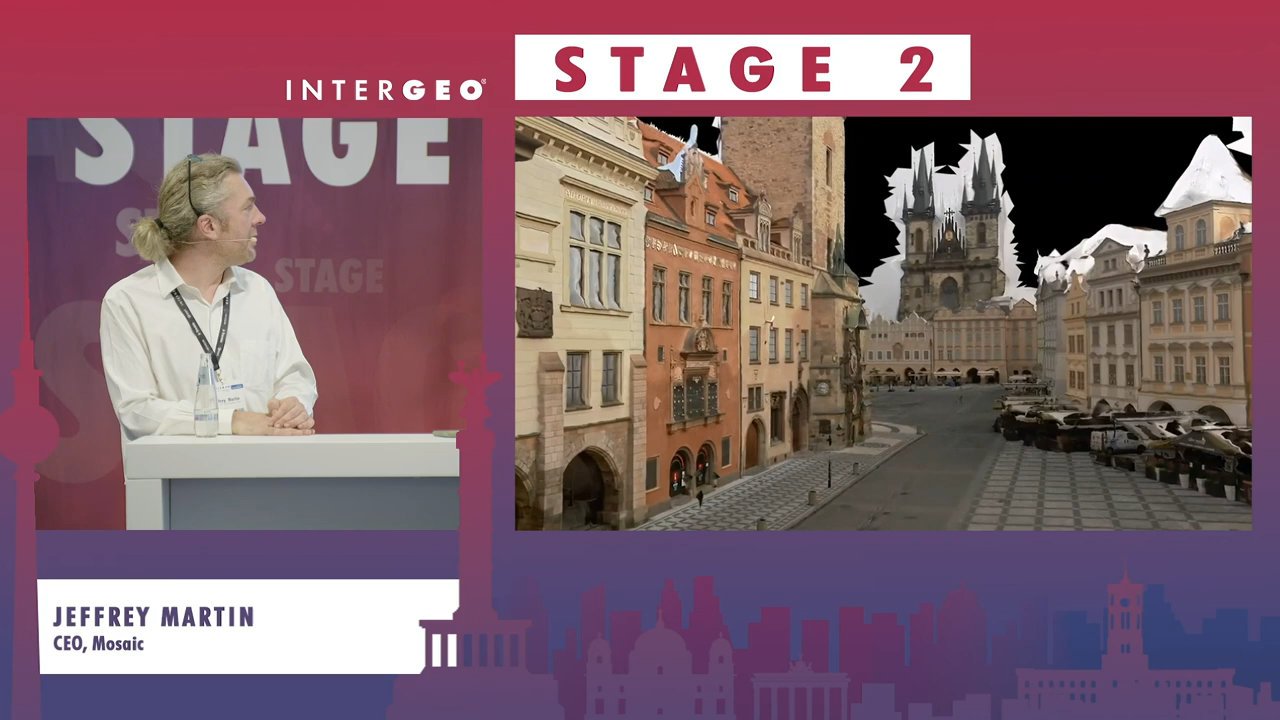 INTERGEO®
STAGE 2
STAGE
STAGE
JEFFREY MARTIN
CEO, Mosaic